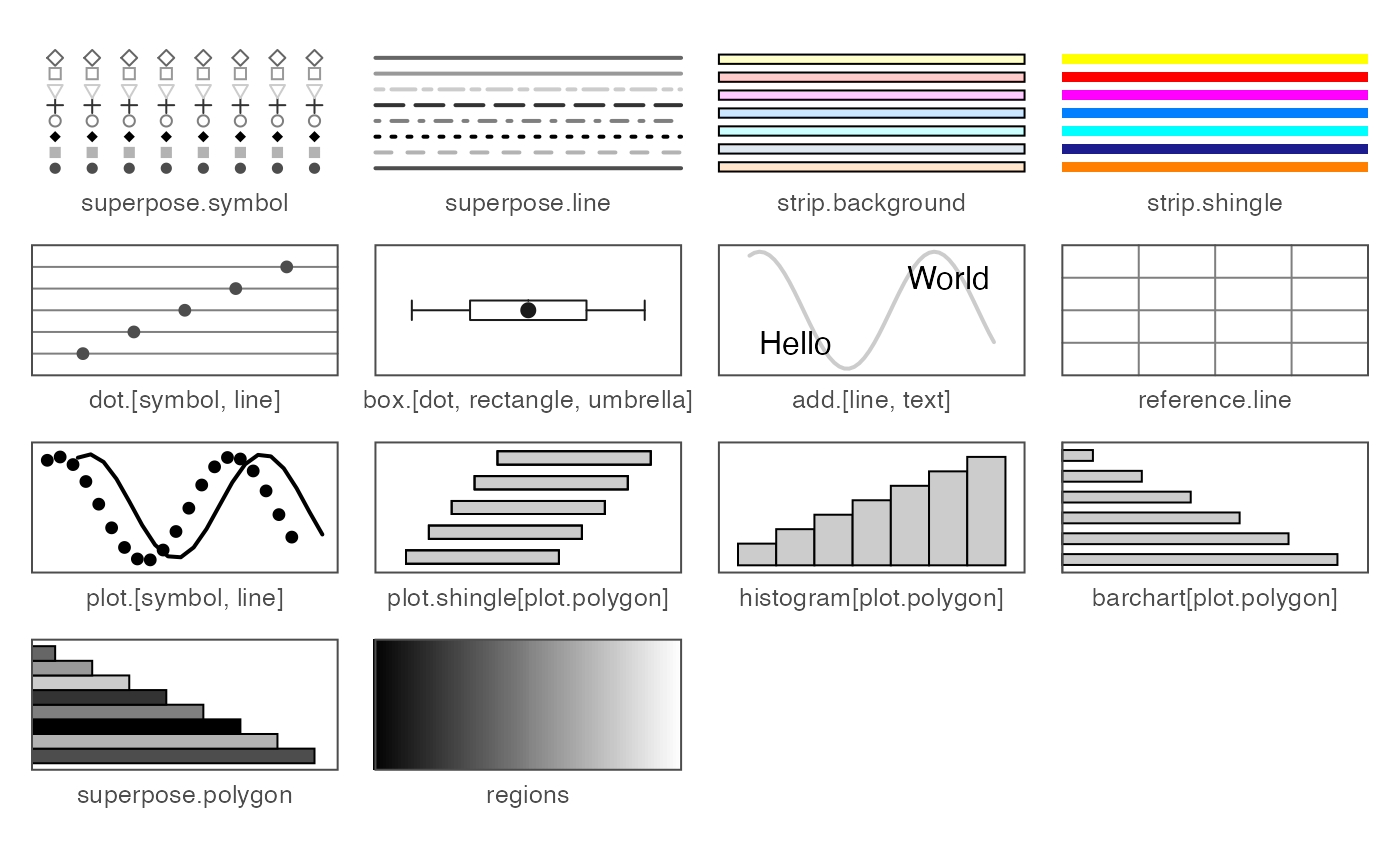 superpose.symbol
superpose.line
strip.background
strip.shingle
dot.[symbol, line]
box.[dot, rectangle, umbrella]
World
Hello
add.[line, text]
reference.line
plot.[symbol, line]
plot.shingle[plot.polygon]
histogram[plot.polygon]
barchart[plot.polygon]
superpose.polygon
regions